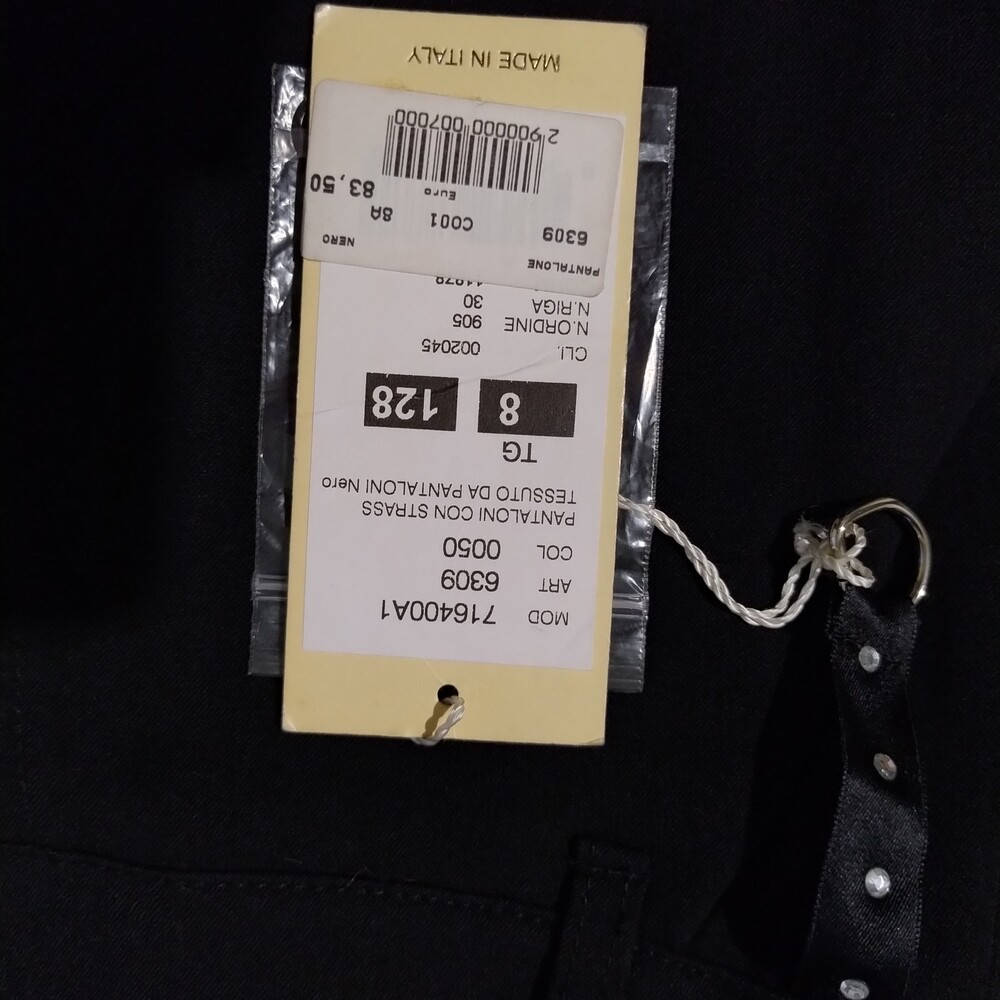 MOD 716400A1
ART 6309
COL 0050
PANTALONI CON STRASS
TESSUTO DA PANTALONI Nero
TG
8 128
CLI. 002045
N.ORDINE 905
N.RIGA 30
PANTALONE NERO
6309 C001 8A
Euro 83,50
2 900000 007000
MADE IN ITALY